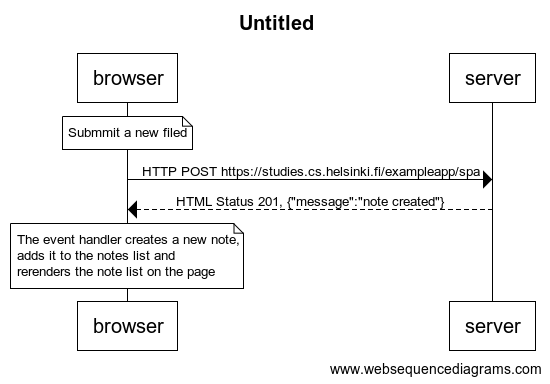 Untitled
browser
server
Submmit a new filed
HTTP POST https://studies.cs.helsinki.fi/exampleapp/spa
HTML Status 201, {"message":"note created"}
The event handler creates a new note,
adds it to the notes list and
rerenders the note list on the page
browser
server
www.websequencediagrams.com